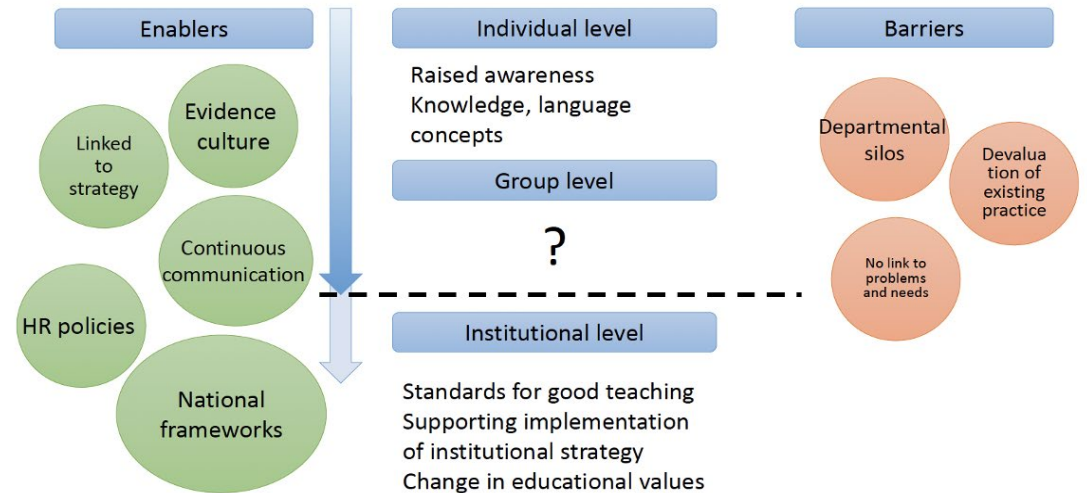 Enablers
Individual level
Barriers
Raised awareness
Knowledge, language
concepts
Evidence
culture
Linked
to
strategy
Departmental
silos
Devalua
tion of
existing
practice
Group level
?
Continuous
communication
No link to
problems
and needs
HR policies
Institutional level
National
frameworks
Standards for good teaching
Supporting implementation
of institutional strategy
Change in educational values